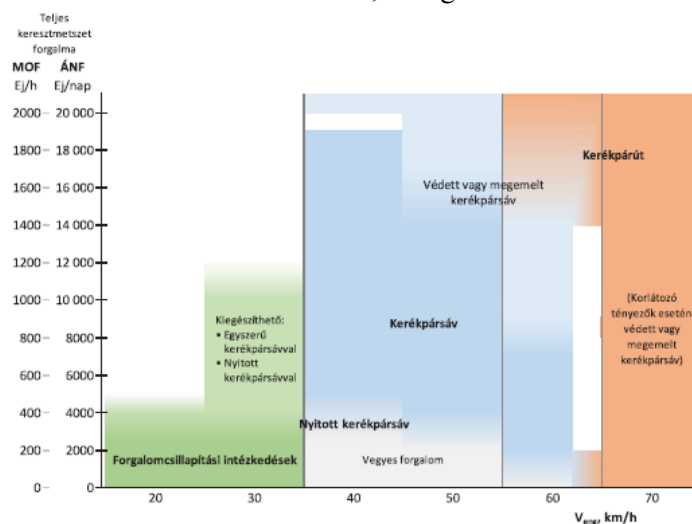 Teljes
keresztmetszet
forgalma
MOF ÁNF
Ej/h Ej/nap
2000 20 000
1800 18 000
1600 16 000
1400 14 000
1200 12 000
1000 10 000
800 8000
600 6000
400 4000
200 2000
0 0
Kerékpárút
Védett vagy megemelt
kerékpársáv
Kiegészíthető:
• Egyszerű
kerékpársávval
• Nyitott
kerékpársávval
Kerékpársáv
(Korlátozó
tényezők esetén
védett vagy
megemelt
kerékpársáv)
Nyitott kerékpársáv
Forgalomcsillapítási intézkedések
Vegyes forgalom
20 30 40 50 60 70
km/h